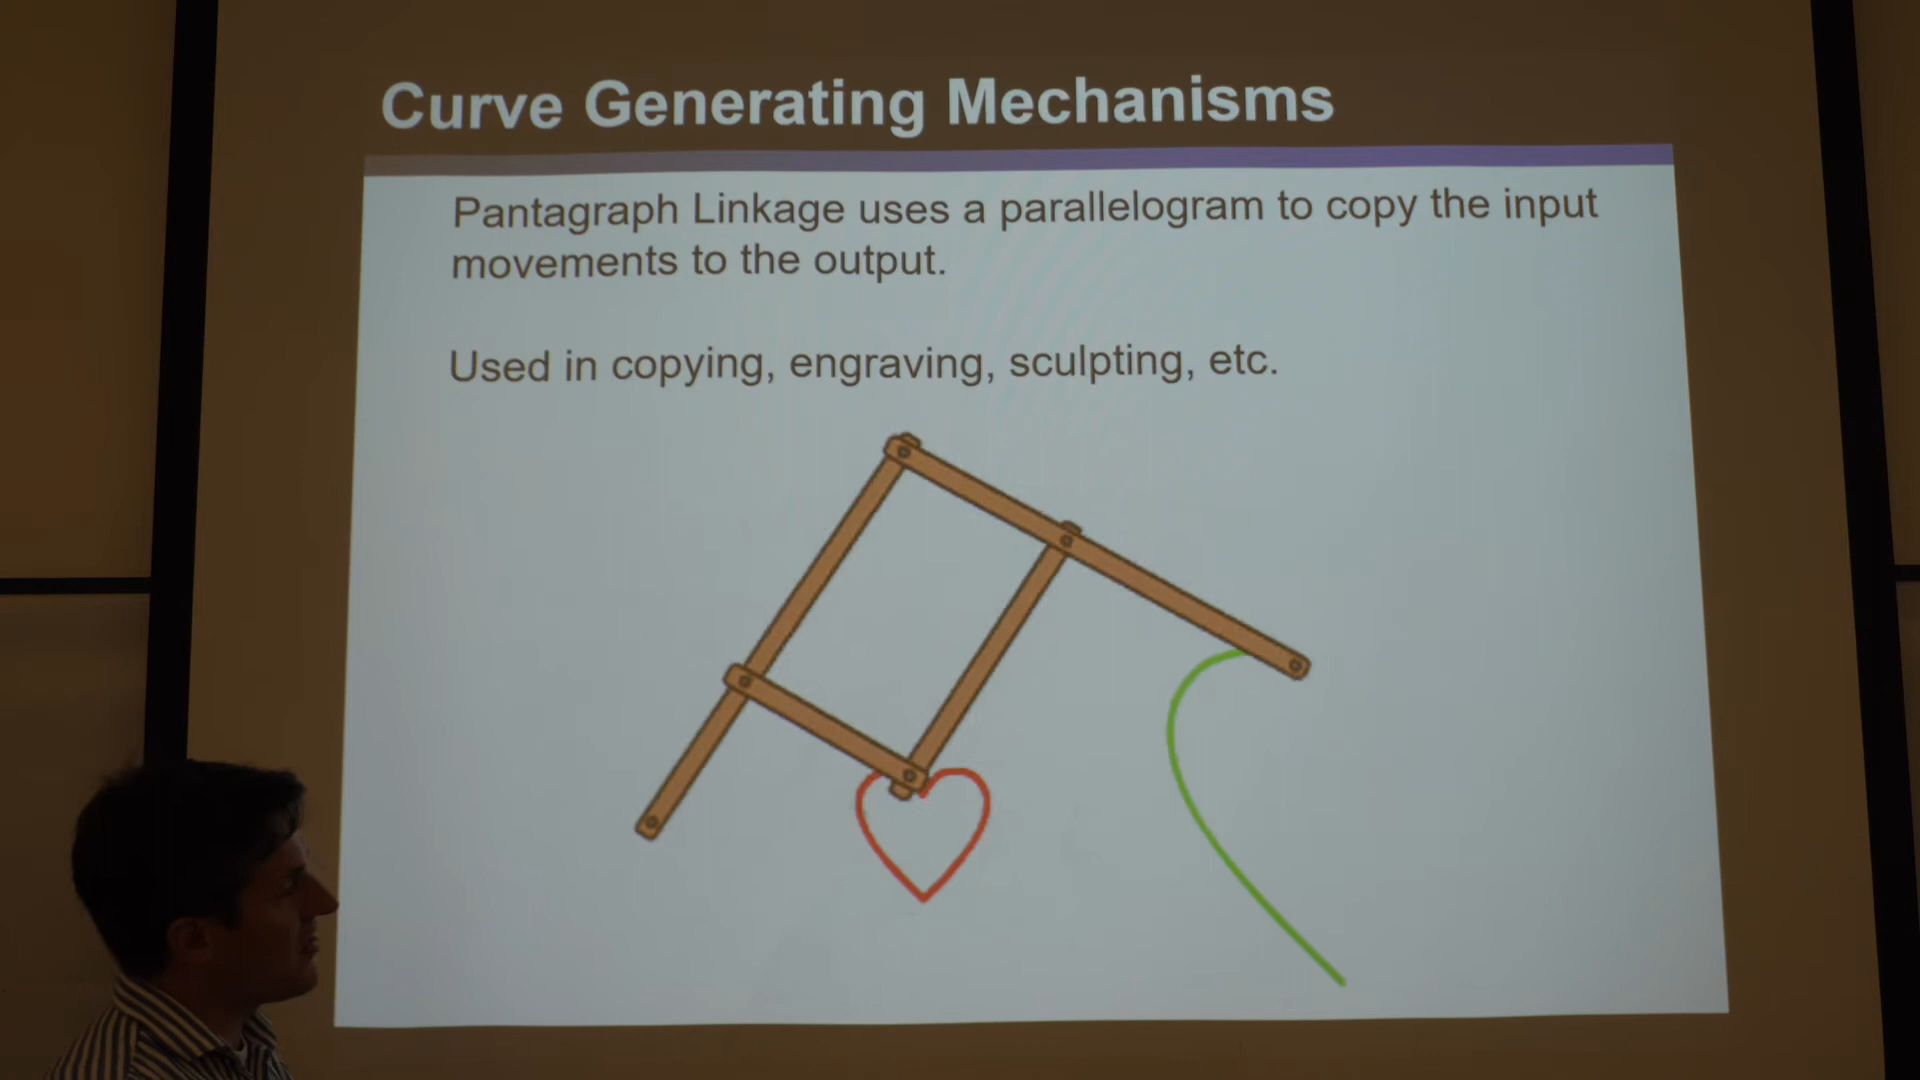 Curve Generating Mechanisms
Pantagraph Linkage uses a parallelogram to copy the input
movements to the output.
Used in copying, engraving, sculpting, etc.